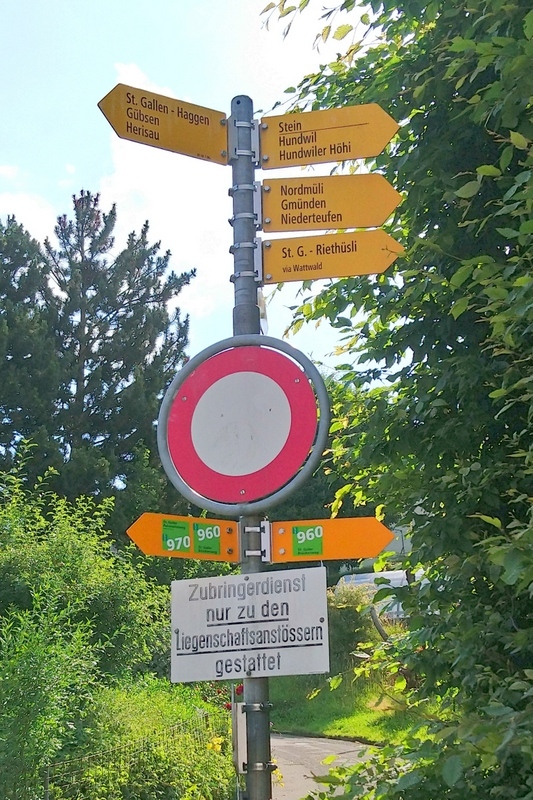 St. Gallen - Haggen
Gübsen
Herisau
Stein
Hundwil
Hundwiler Höhi
Nordmüli
Gmünden
Niederteufen
St. G. - Riethüsli
via Wattwald
970
960
960
Zubringerdienst
nur zu den
Liegenschaftsanstössern
gestattet